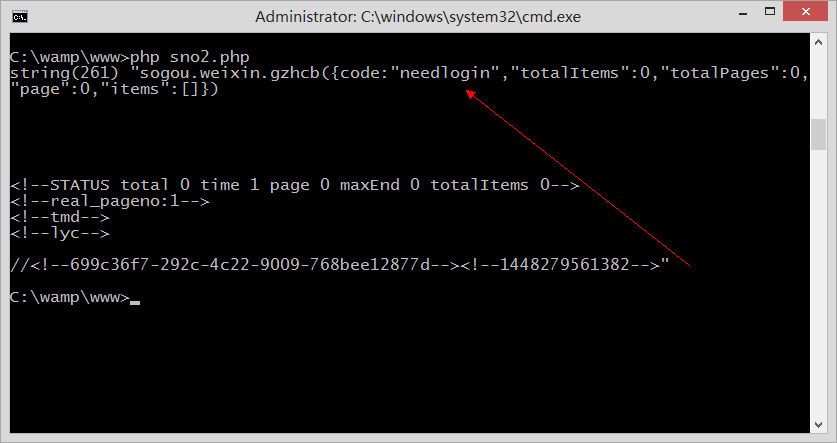 Administrator: C:\windows\system32\cmd.exe
C:\wamp\www>php sno2.php
string(261) "sogou.weixin.gzhcb({code:"needlogin","totalItems":0,"totalPages":0,
"page":0,"items":[]})
<!--STATUS total 0 time 1 page 0 maxEnd 0 totalItems 0-->
<!--real_pageno:1-->
<!--tmd-->
<!--lyc-->
//<!--699c36f7-292c-4c22-9009-768bee12877d--><!--1448279561382-->"
C:\wamp\www>